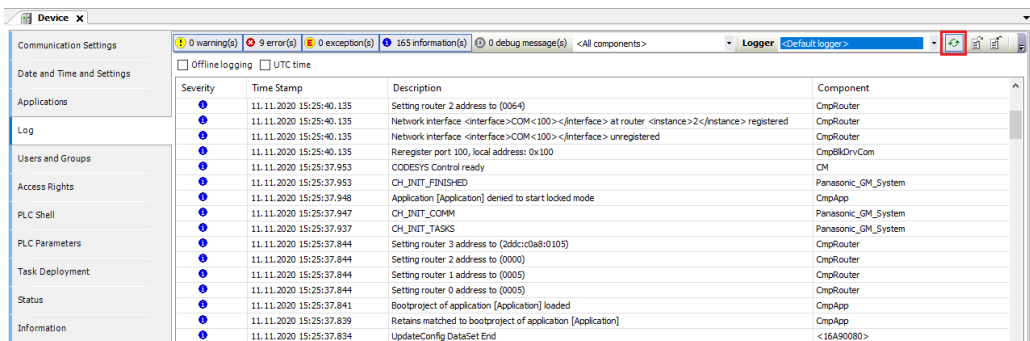 Device
0 warning(s) 9 error(s) 0 exception(s) 165 information(s) 0 debug message(s) <All components> Logger <Default logger>
Offline logging UTC time
Communication Settings
Date and Time and Settings
Applications
Log
Users and Groups
Access Rights
PLC Shell
PLC Parameters
Task Deployment
Status
Information
Severity Time Stamp Description Component
11.11.2020 15:25:40.135 Setting router 2 address to (0064) CmpRouter
11.11.2020 15:25:40.135 Network interface <interface>COM<100></interface> at router <instance>2</instance> registered CmpRouter
11.11.2020 15:25:40.135 Network interface <interface>COM<100></interface> unregistered CmpRouter
11.11.2020 15:25:40.135 Reregister port 100, local address: 0x100 CmpBlkDrvCom
11.11.2020 15:25:37.953 CODESYS Control ready CM
11.11.2020 15:25:37.953 CH_INIT_FINISHED Panasonic_GM_System
11.11.2020 15:25:37.948 Application [Application] denied to start locked mode CmpApp
11.11.2020 15:25:37.947 CH_INIT_COMM Panasonic_GM_System
11.11.2020 15:25:37.937 CH_INIT_TASKS Panasonic_GM_System
11.11.2020 15:25:37.844 Setting router 3 address to (2ddc:c0a8:0105) CmpRouter
11.11.2020 15:25:37.844 Setting router 2 address to (0000) CmpRouter
11.11.2020 15:25:37.844 Setting router 1 address to (0005) CmpRouter
11.11.2020 15:25:37.844 Setting router 0 address to (0005) CmpRouter
11.11.2020 15:25:37.841 Bootproject of application [Application] loaded CmpApp
11.11.2020 15:25:37.839 Retains matched to bootproject of application [Application] CmpApp
11.11.2020 15:25:37.834 UpdateConfig DataSet End <16A90080>